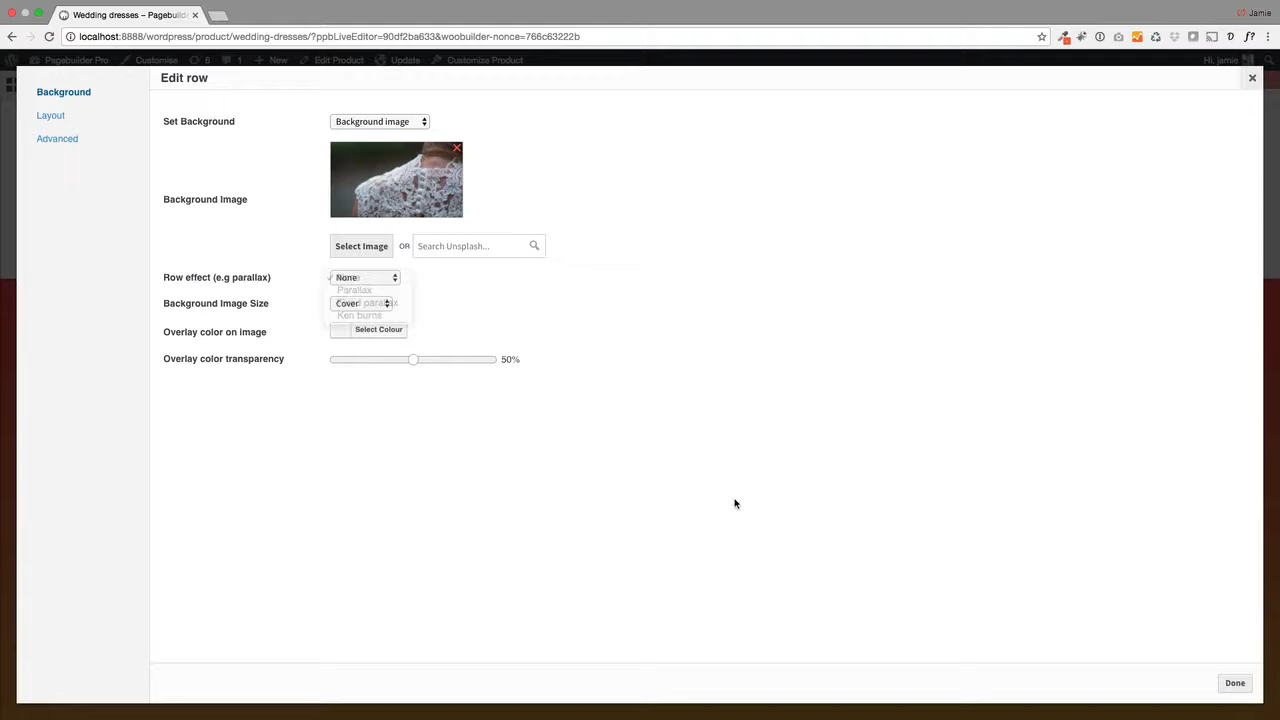 Wedding dresses – Pagebuilde
Jamie
localhost:8888/wordpress/product/wedding-dresses/?ppbLiveEditor=90df2ba633&woobuilder-nonce=766c63222b
Pagebuilder Pro Customise 6 1 New Edit Product Update Customize Product Hi, jamie
Edit row
Background
Layout
Advanced
Set Background Background image
Background Image
Select Image OR Search Unsplash...
Row effect (e.g parallax) None
Parallax
Background Image Size Cover parallax
Ken burns
Overlay color on image Select Colour
Overlay color transparency 50%
Done